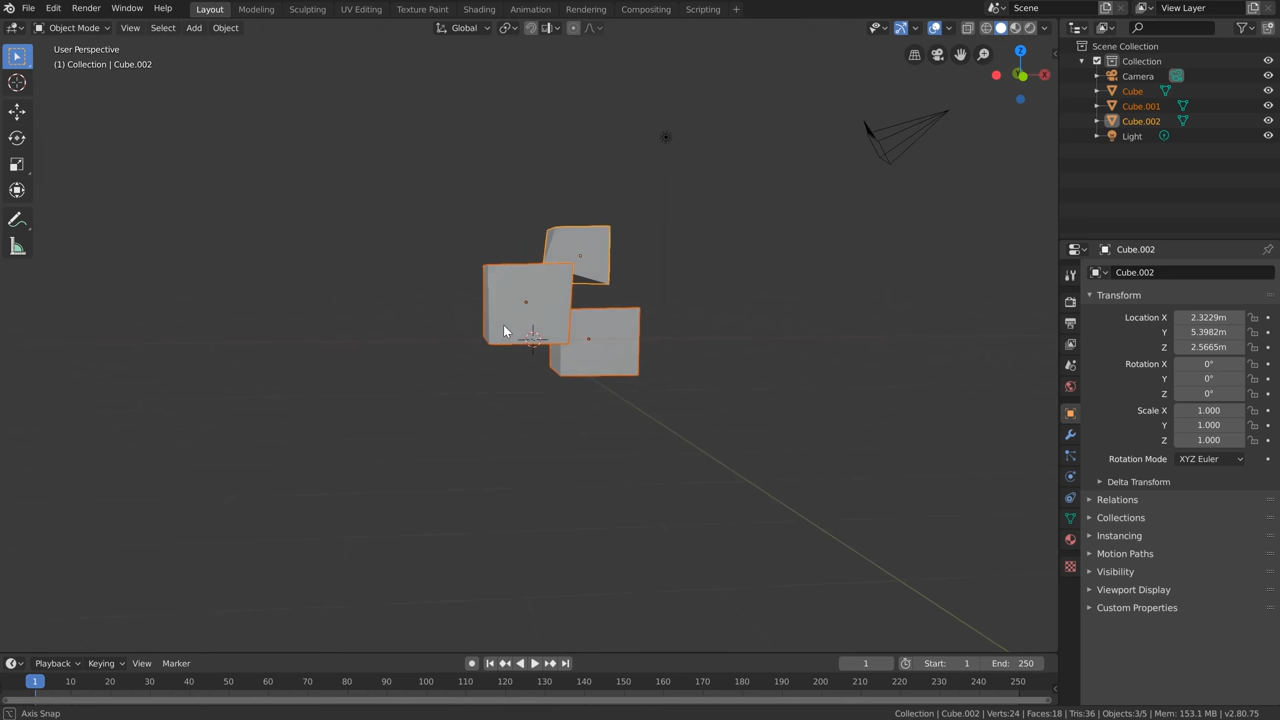 File Edit Render Window Help Layout Modeling Sculpting UV Editing Texture Paint Shading Animation Rendering Compositing Scripting + Scene View Layer
Object Mode View Select Add Object Global
User Perspective
(1) Collection | Cube.002
Z
Y
X
Scene Collection
Collection
Camera
Cube
Cube.001
Cube.002
Light
Cube.002
Cube.002
Transform
Location X 2.3229m
Y 5.3982m
Z 2.5665m
Rotation X 0°
Y 0°
Z 0°
Scale X 1.000
Y 1.000
Z 1.000
Rotation Mode XYZ Euler
Delta Transform
Relations
Collections
Instancing
Motion Paths
Visibility
Viewport Display
Custom Properties
Playback Keying View Marker 1 Start: 1 End: 250
1 10 20 30 40 50 60 70 80 90 100 110 120 130 140 150 160 170 180 190 200 210 220 230 240 250
Axis Snap Collection | Cube.002 | Verts:24 | Faces:18 | Tris:36 | Objects:3/5 | Mem: 153.1 MB | v2.80.75